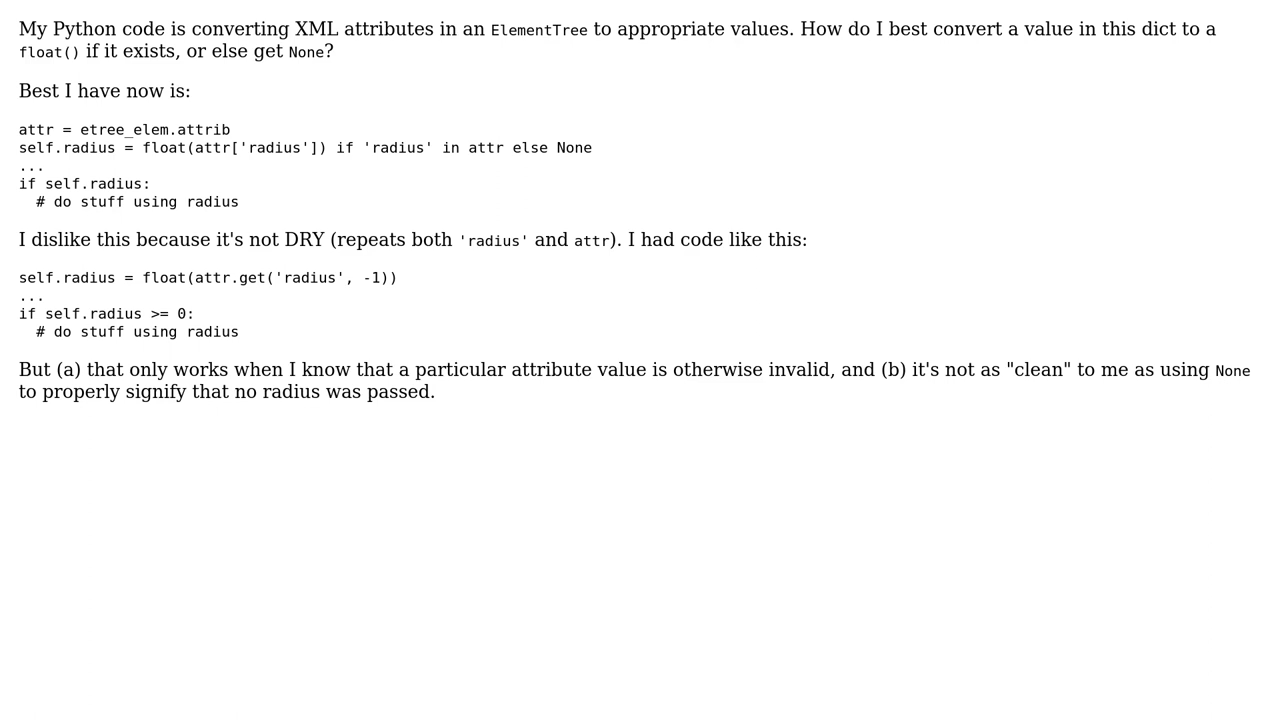 My Python code is converting XML attributes in an ElementTree to appropriate values. How do I best convert a value in this dict to a
float() if it exists, or else get None?
Best I have now is:
attr = etree_elem.attrib
self.radius = float(attr['radius']) if 'radius' in attr else None
...
if self.radius:
  # do stuff using radius
I dislike this because it's not DRY (repeats both 'radius' and attr). I had code like this:
self.radius = float(attr.get('radius', -1))
...
if self.radius >= 0:
  # do stuff using radius
But (a) that only works when I know that a particular attribute value is otherwise invalid, and (b) it's not as "clean" to me as using None
to properly signify that no radius was passed.